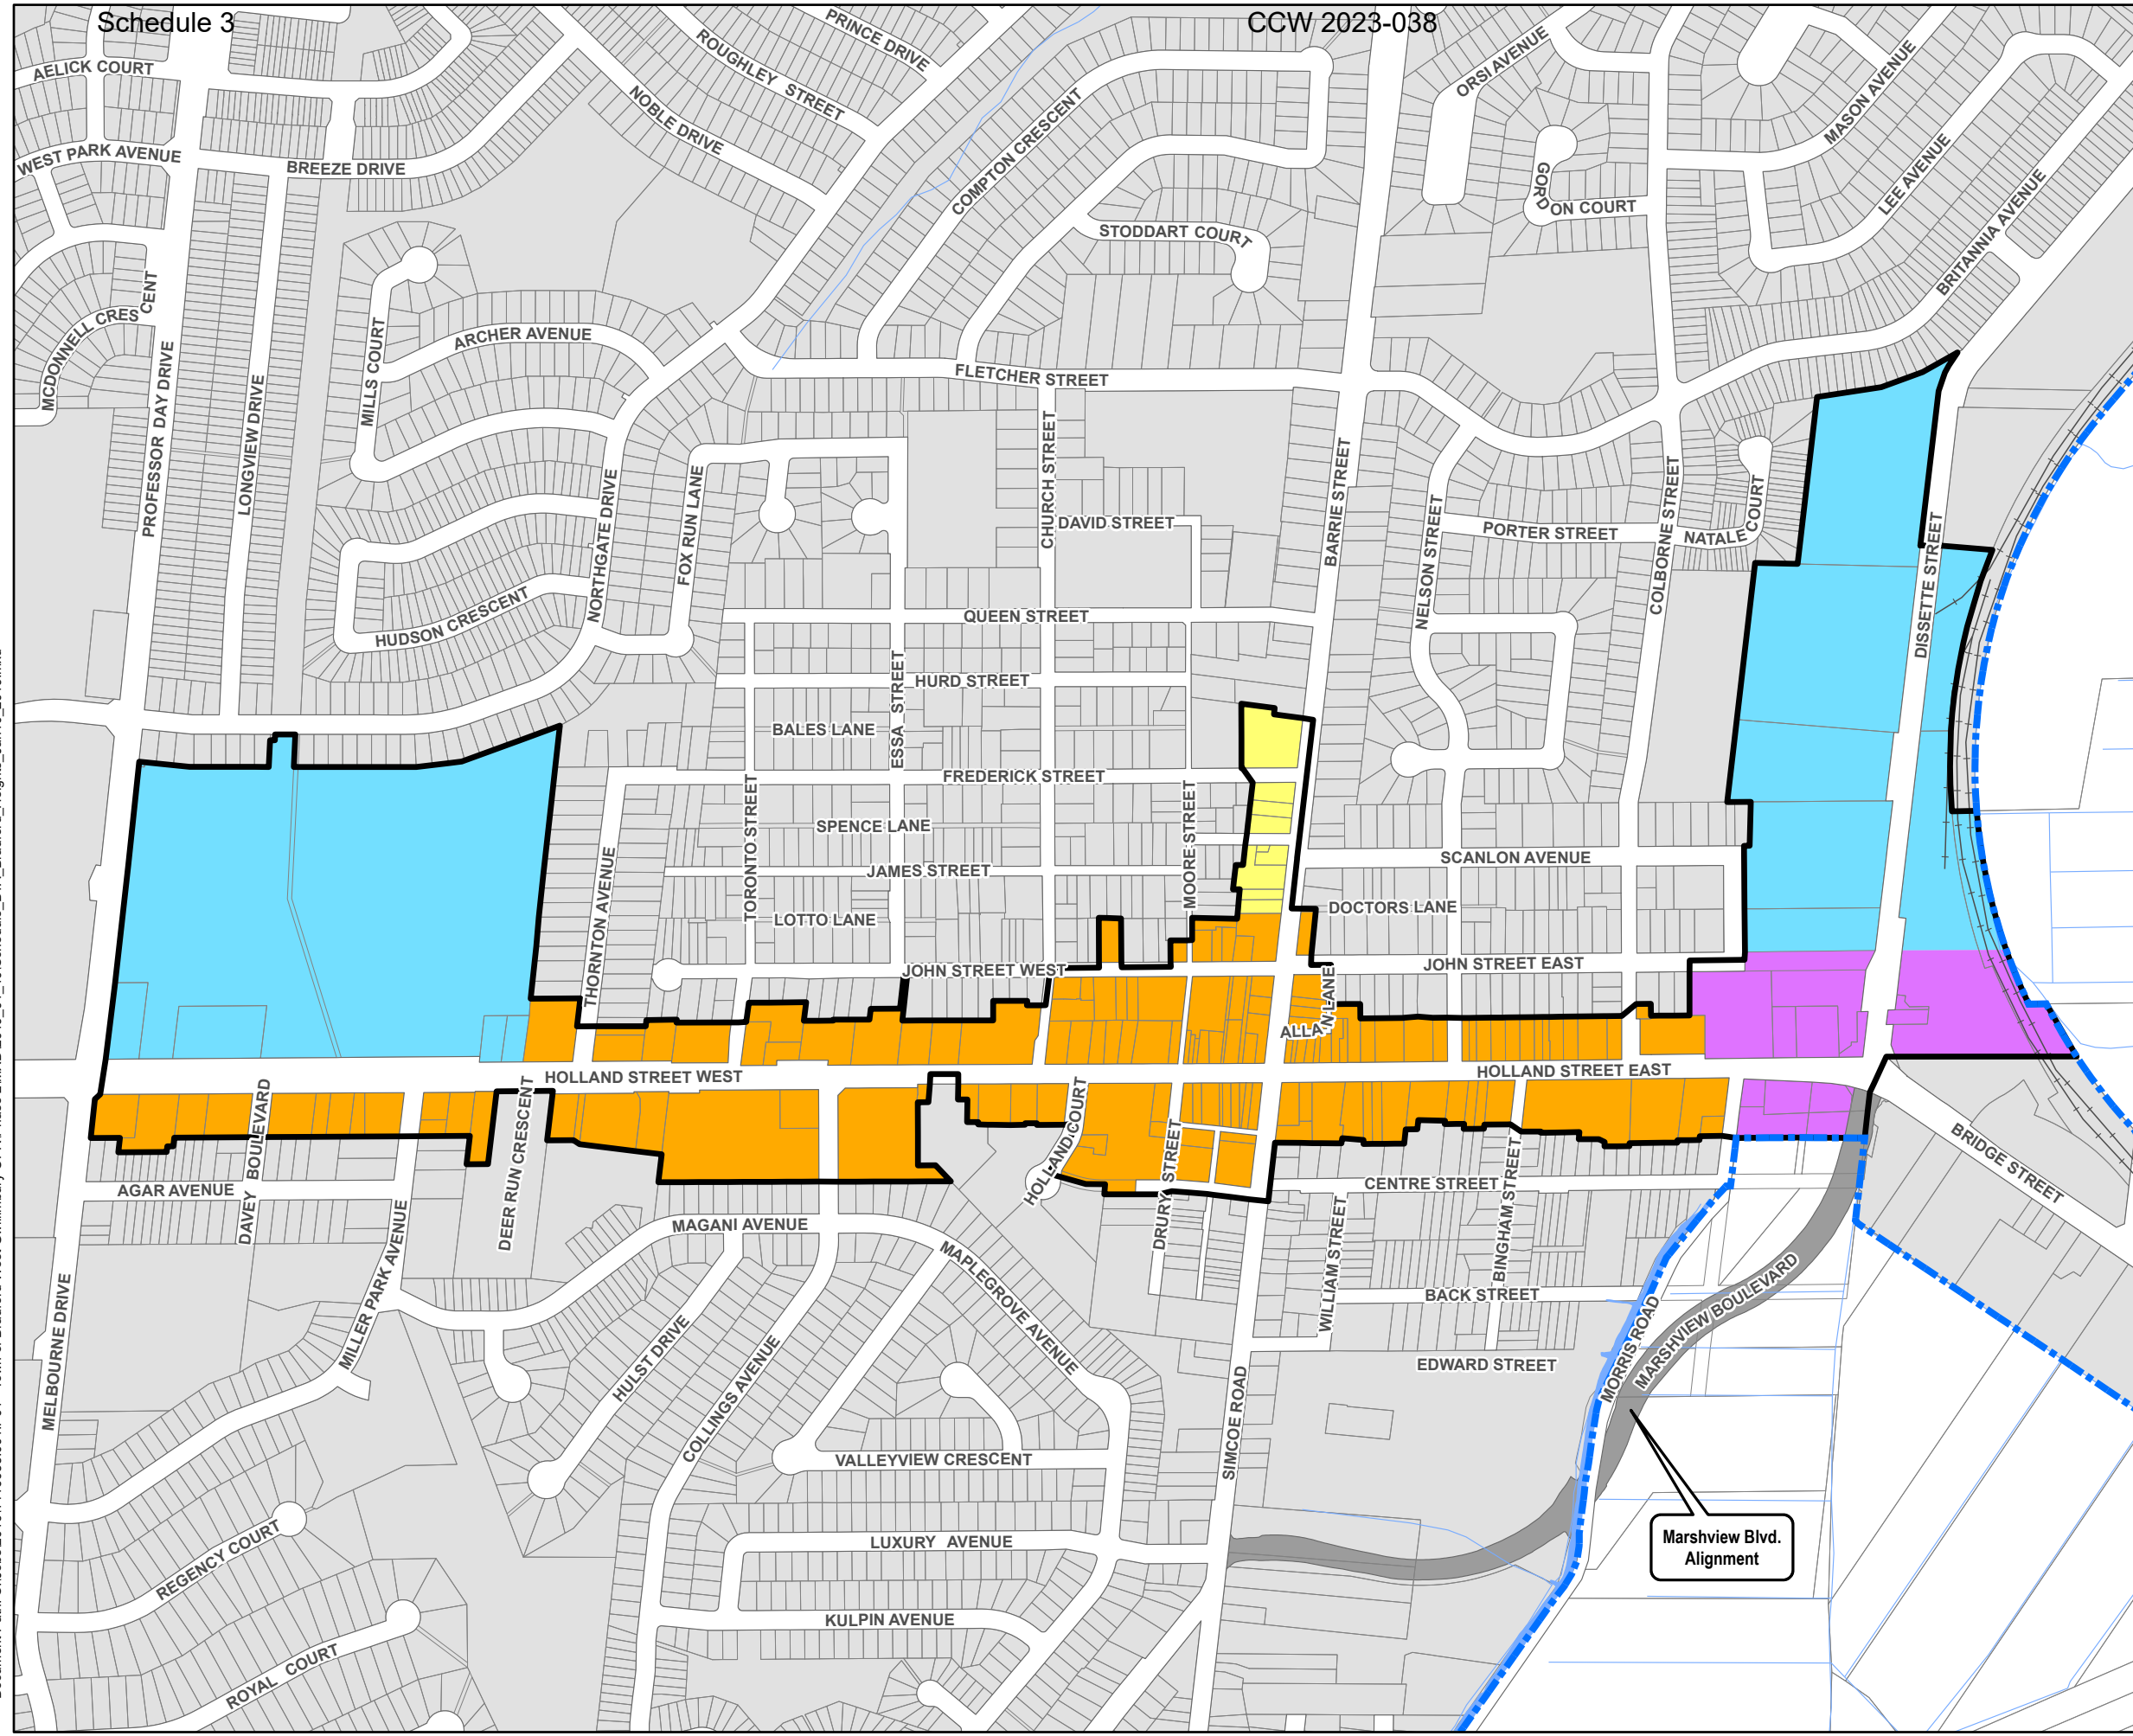 Schedule 3
CCW 2023-038
AELICK COURT
PRINCE DRIVE
ROUGHLEY STREET
NOBLE DRIVE
ORSI AVENUE
MASON AVENUE
WEST PARK AVENUE
BREEZE DRIVE
COMPTON CRESCENT
GORD
ON COURT
LEE AVENUE
STODDART COURT
BRITANNIA AVENUE
MCDONNELL CRES
CENT
ARCHER AVENUE
MILLS COURT
PROFESSOR DAY DRIVE
LONGVIEW DRIVE
FLETCHER STREET
CHURCH STREET
BARRIE STREET
NORTHGATE DRIVE
FOX RUN LANE
DAVID STREET
NELSON STREET
PORTER STREET
COLBORNE STREET
NATALE
COURT
DISSETTE STREET
HUDSON CRESCENT
QUEEN STREET
HURD STREET
ESSA STREET
BALES LANE
FREDERICK STREET
TORONTO STREET
MOORE STREET
SPENCE LANE
JAMES STREET
SCANLON AVENUE
THORNTON AVENUE
LOTTO LANE
DOCTORS LANE
JOHN STREET WEST
JOHN STREET EAST
ALLAN LANE
HOLLAND STREET WEST
HOLLAND STREET EAST
DAVEY BOULEVARD
DEER RUN CRESCENT
HOLLAND COURT
DRURY STREET
BRIDGE STREET
AGAR AVENUE
CENTRE STREET
MILLER PARK AVENUE
MAGANI AVENUE
MAPLEGROVE AVENUE
WILLIAM STREET
BINGHAM STREET
BACK STREET
MELBOURNE DRIVE
HULST DRIVE
COLLINGS AVENUE
EDWARD STREET
SIMCOE ROAD
MORRIS ROAD
MARSHVIEW BOULEVARD
VALLEYVIEW CRESCENT
LUXURY AVENUE
Marshview Blvd.
Alignment
REGENCY COURT
KULPIN AVENUE
ROYAL COURT